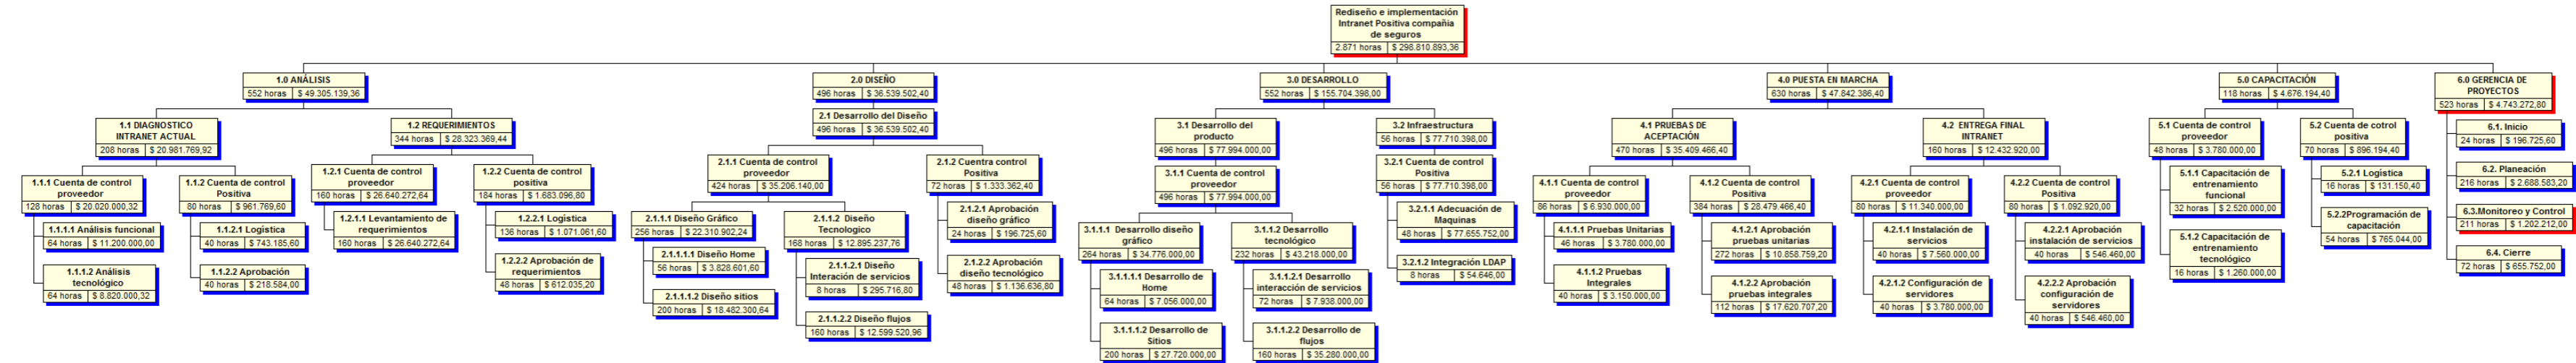 Rediseño e implementación
Intranet Positiva compañia
de seguros
2.871 horas $ 298.810.893,36
1.0 ANÁLISIS
552 horas $ 49.305.139,36
1.1 DIAGNOSTICO
INTRANET ACTUAL
208 horas $ 20.981.769,92
1.1.1 Cuenta de control
proveedor
128 horas $ 20.020.000,32
1.1.1.1 Análisis funcional
64 horas $ 11.200.000,00
1.1.1.2 Análisis
tecnológico
64 horas $ 8.820.000,32
1.1.2 Cuenta de control
Positiva
80 horas $ 961.769,60
1.1.2.1 Logistica
40 horas $ 743.185,60
1.1.2.2 Aprobación
40 horas $ 218.584,00
1.2 REQUERIMIENTOS
344 horas $ 28.323.369,44
1.2.1 Cuenta de control
proveedor
160 horas $ 26.640.272,64
1.2.1.1 Levantamiento de
requerimientos
160 horas $ 26.640.272,64
1.2.2 Cuenta de control
positiva
184 horas $ 1.683.096,80
1.2.2.1 Logistica
136 horas $ 1.071.061,60
1.2.2.2 Aprobación de
requerimientos
48 horas $ 612.035,20
2.0 DISEÑO
496 horas $ 36.539.502,40
2.1 Desarrollo del Diseño
496 horas $ 36.539.502,40
2.1.1 Cuenta de control
proveedor
424 horas $ 35.206.140,00
2.1.1.1 Diseño Gráfico
256 horas $ 22.310.902,24
2.1.1.1.1 Diseño Home
56 horas $ 3.828.601,60
2.1.1.1.2 Diseño sitios
200 horas $ 18.482.300,64
2.1.1.2 Diseño
Tecnologico
168 horas $ 12.895.237,76
2.1.1.2.1 Diseño
Interación de servicios
8 horas $ 295.716,80
2.1.1.2.2 Diseño flujos
160 horas $ 12.599.520,96
2.1.2 Cuentra control
Positiva
72 horas $ 1.333.362,40
2.1.2.1 Aprobación
diseño gráfico
24 horas $ 196.725,60
2.1.2.2 Aprobación
diseño tecnológico
48 horas $ 1.136.636,80
3.0 DESARROLLO
552 horas $ 155.704.398,00
3.1 Desarrollo del
producto
496 horas $ 77.994.000,00
3.1.1 Cuenta de control
proveedor
496 horas $ 77.994.000,00
3.1.1.1 Desarrollo diseño
gráfico
264 horas $ 34.776.000,00
3.1.1.1.1 Desarrollo de
Home
64 horas $ 7.056.000,00
3.1.1.1.2 Desarrollo de
Sitios
200 horas $ 27.720.000,00
3.1.1.2 Desarrollo
tecnológico
232 horas $ 43.218.000,00
3.1.1.2.1 Desarrollo
interacción de servicios
72 horas $ 7.938.000,00
3.1.1.2.2 Desarrollo de
flujos
160 horas $ 35.280.000,00
3.2 Infraestructura
56 horas $ 77.710.398,00
3.2.1 Cuenta de control
Positiva
56 horas $ 77.710.398,00
3.2.1.1 Adecuación de
Maquinas
48 horas $ 77.655.752,00
3.2.1.2 Integración LDAP
8 horas $ 54.646,00
4.0 PUESTA EN MARCHA
630 horas $ 47.842.386,40
4.1 PRUEBAS DE
ACEPTACIÓN
470 horas $ 35.409.466,40
4.1.1 Cuenta de control
proveedor
86 horas $ 6.930.000,00
4.1.1.1 Pruebas Unitarias
46 horas $ 3.780.000,00
4.1.1.2 Pruebas
Integrales
40 horas $ 3.150.000,00
4.1.2 Cuenta de control
Positiva
384 horas $ 28.479.466,40
4.1.2.1 Aprobación
pruebas unitarias
272 horas $ 10.858.759,20
4.1.2.2 Aprobación
pruebas integrales
112 horas $ 17.620.707,20
4.2 ENTREGA FINAL
INTRANET
160 horas $ 12.432.920,00
4.2.1 Cuenta de control
proveedor
80 horas $ 11.340.000,00
4.2.1.1 Instalación de
servicios
40 horas $ 7.560.000,00
4.2.1.2 Configuración de
servidores
40 horas $ 3.780.000,00
4.2.2 Cuenta de control
Positiva
80 horas $ 1.092.920,00
4.2.2.1 Aprobación
instalación de servicios
40 horas $ 546.460,00
4.2.2.2 Aprobación
configuración de
servidores
40 horas $ 546.460,00
5.0 CAPACITACIÓN
118 horas $ 4.676.194,40
5.1 Cuenta de control
proveedor
48 horas $ 3.780.000,00
5.1.1 Capacitación de
entrenamiento
funcional
32 horas $ 2.520.000,00
5.1.2 Capacitación de
entrenamiento
tecnológico
16 horas $ 1.260.000,00
5.2 Cuenta de cotrol
positiva
70 horas $ 896.194,40
5.2.1 Logistica
16 horas $ 131.150,40
5.2.2Programación de
capacitación
54 horas $ 765.044,00
6.0 GERENCIA DE
PROYECTOS
523 horas $ 4.743.272,80
6.1. Inicio
24 horas $ 196.725,60
6.2. Planeación
216 horas $ 2.688.583,20
6.3.Monitoreo y Control
211 horas $ 1.202.212,00
6.4. Cierre
72 horas $ 655.752,00